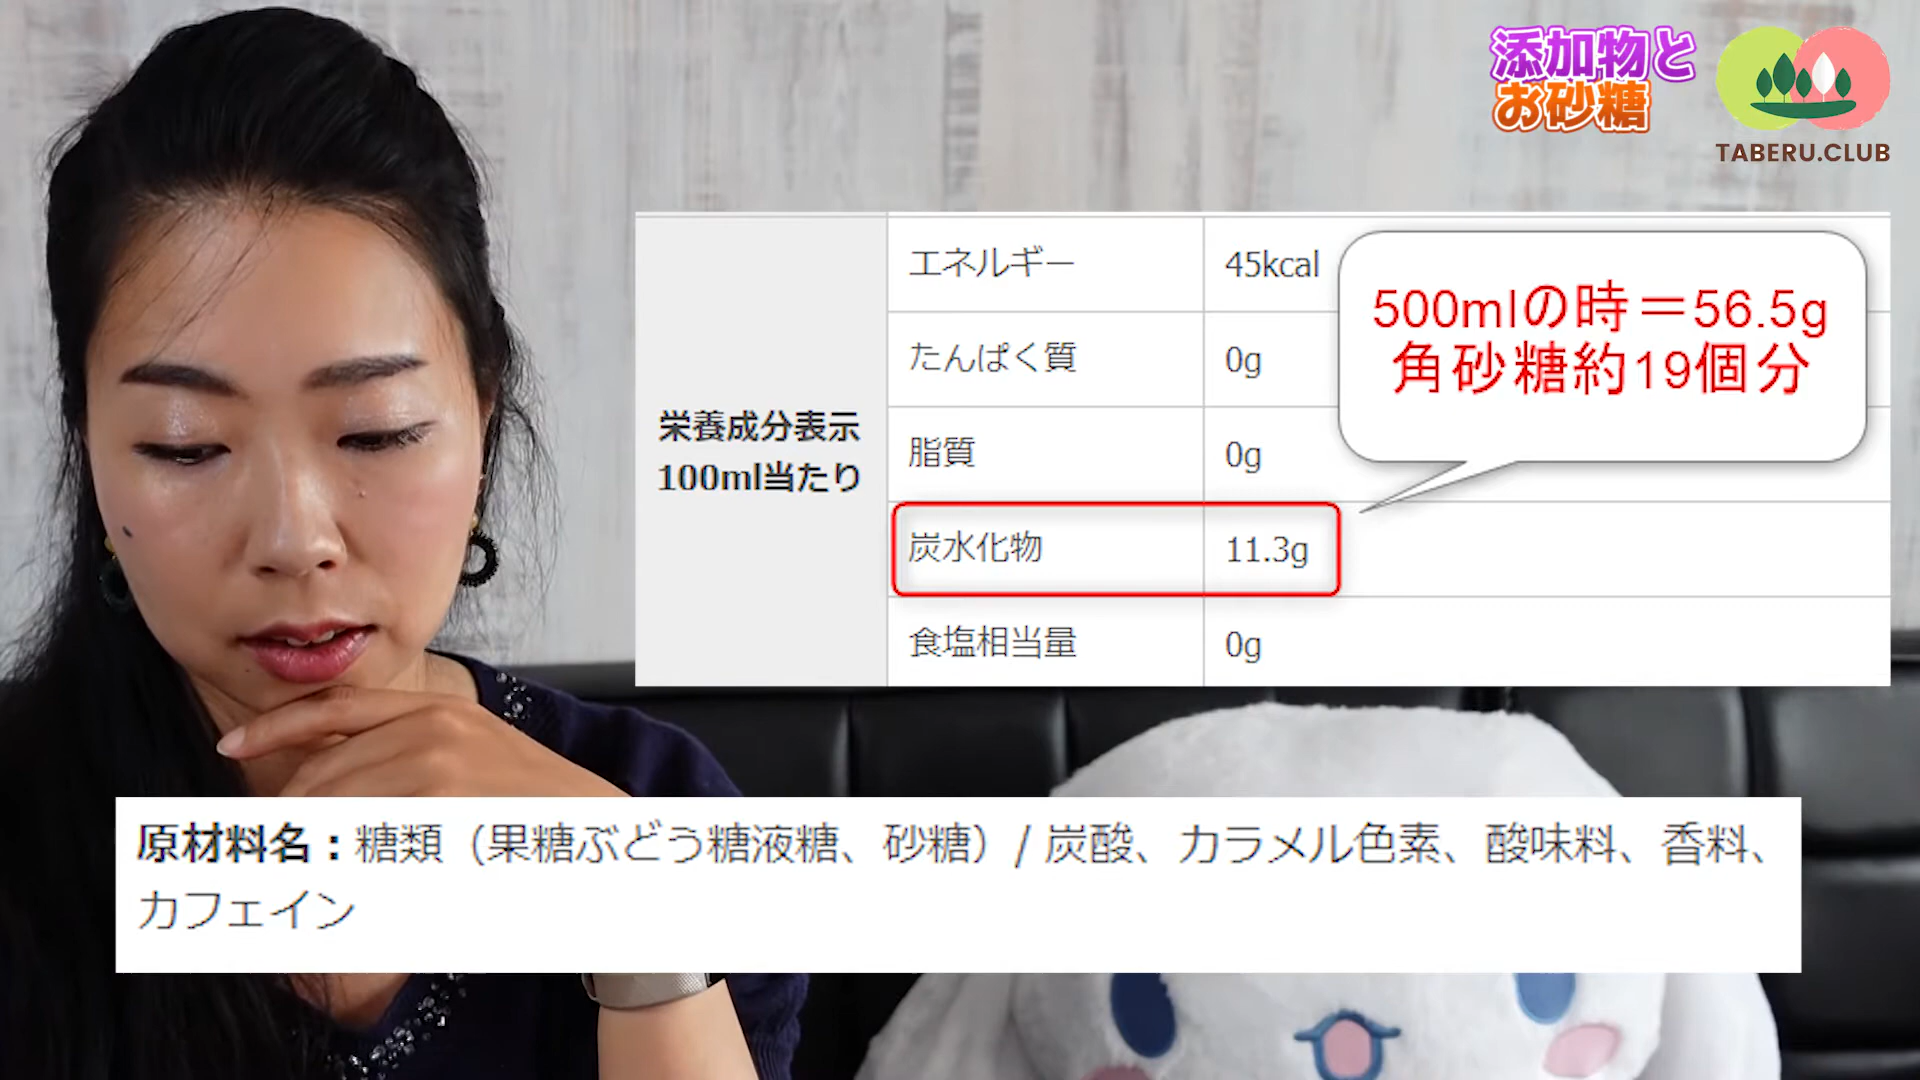 添加物と
お砂糖
TABERU.CLUB
栄養成分表示
100ml当たり
エネルギー 45kcal
たんぱく質 0g
脂質 0g
炭水化物 11.3g
食塩相当量 0g
500mlの時＝56.5g
角砂糖約19個分
原材料名：糖類（果糖ぶどう糖液糖、砂糖）/ 炭酸、カラメル色素、酸味料、香料、
カフェイン